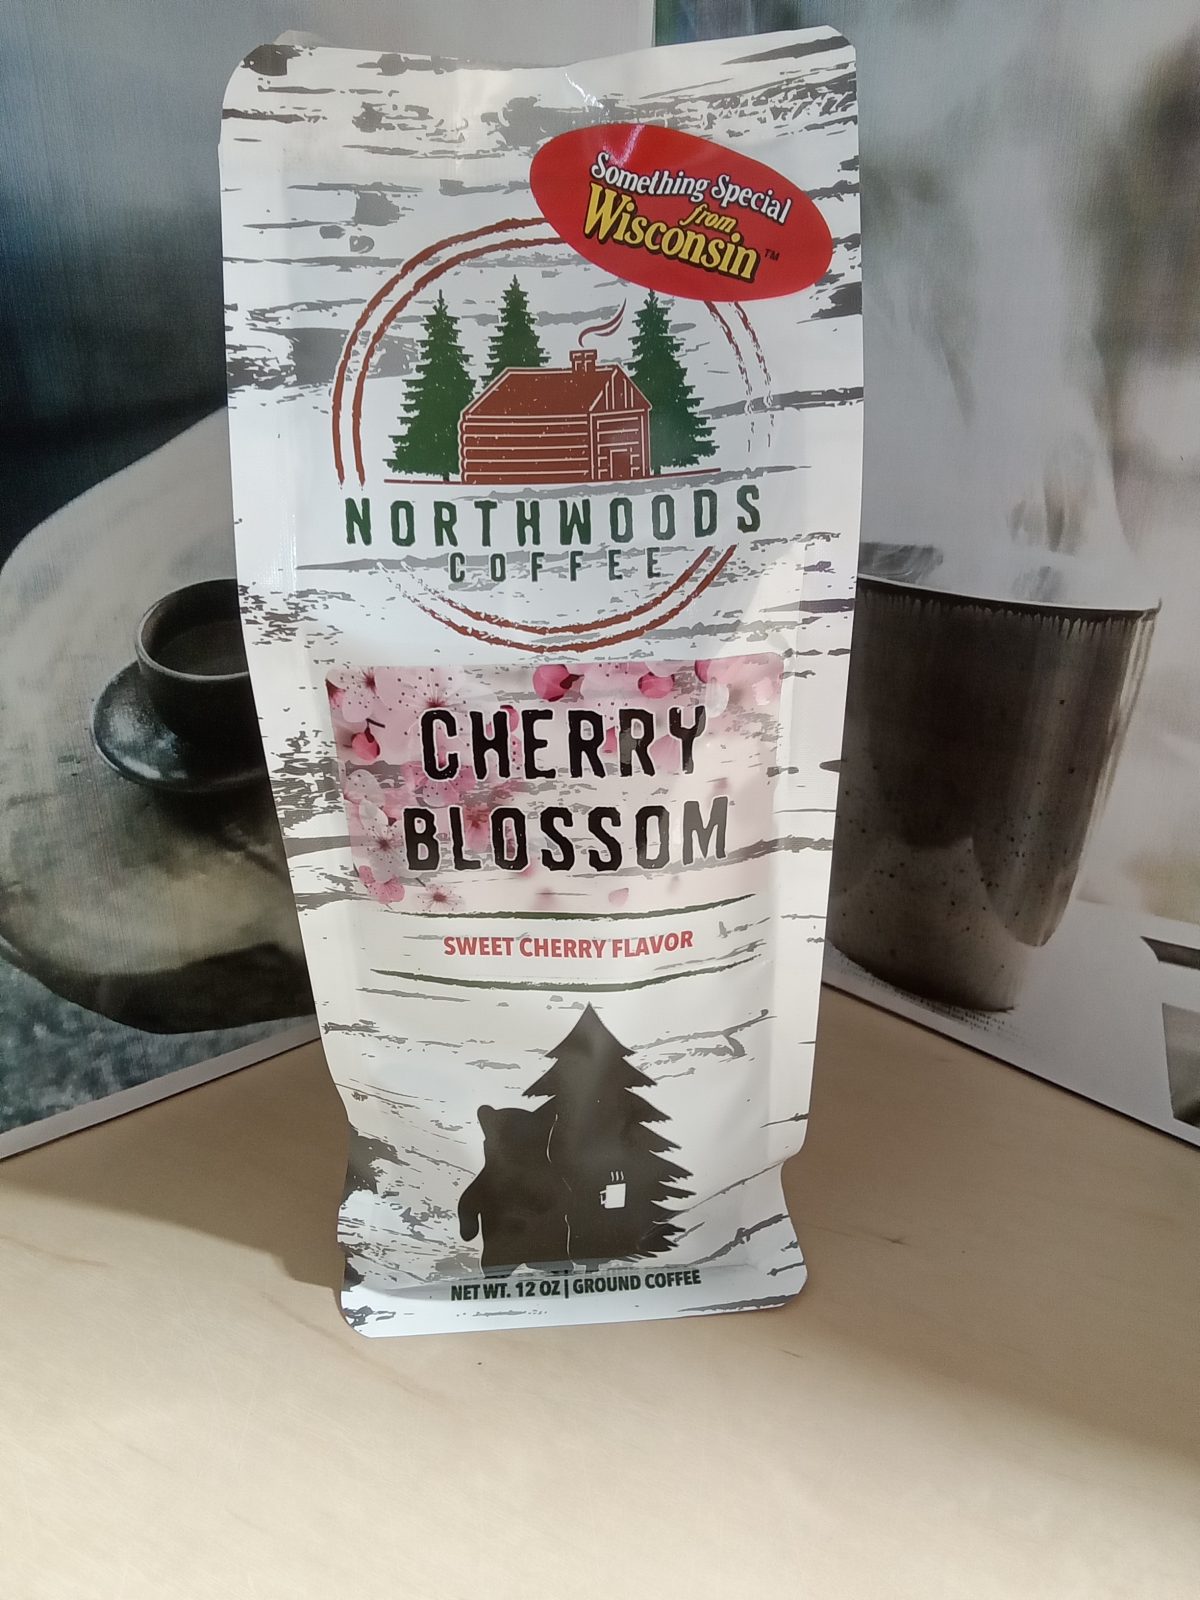 Something Special
from
Wisconsin™
NORTHWOODS
COFFEE
CHERRY
BLOSSOM
SWEET CHERRY FLAVOR
NET WT. 12 OZ | GROUND COFFEE